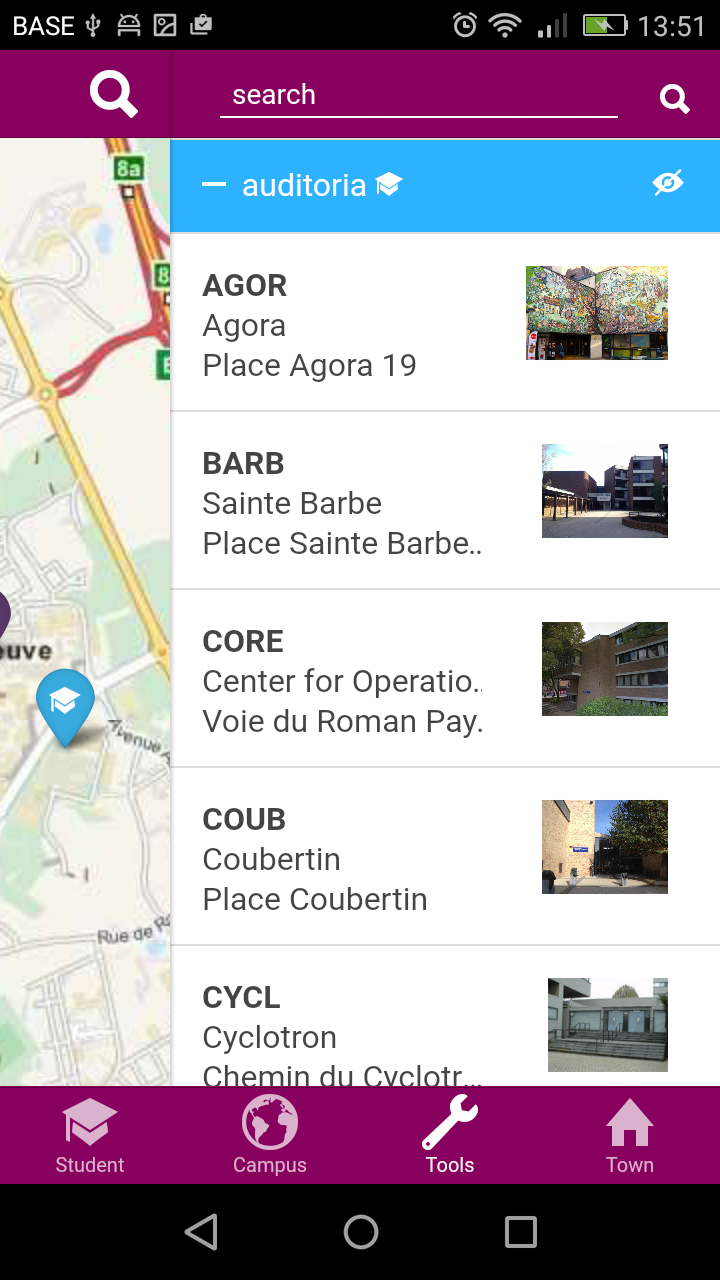 BASE
13:51
search
auditoria
AGOR
Agora
Place Agora 19
BARB
Sainte Barbe
Place Sainte Barbe..
CORE
Center for Operatio..
Voie du Roman Pay.
COUB
Coubertin
Place Coubertin
CYCL
Cyclotron
Chemin du Cyclotr...
8a
8
E
euve
Avenue A
Rue de
Student
Campus
Tools
Town